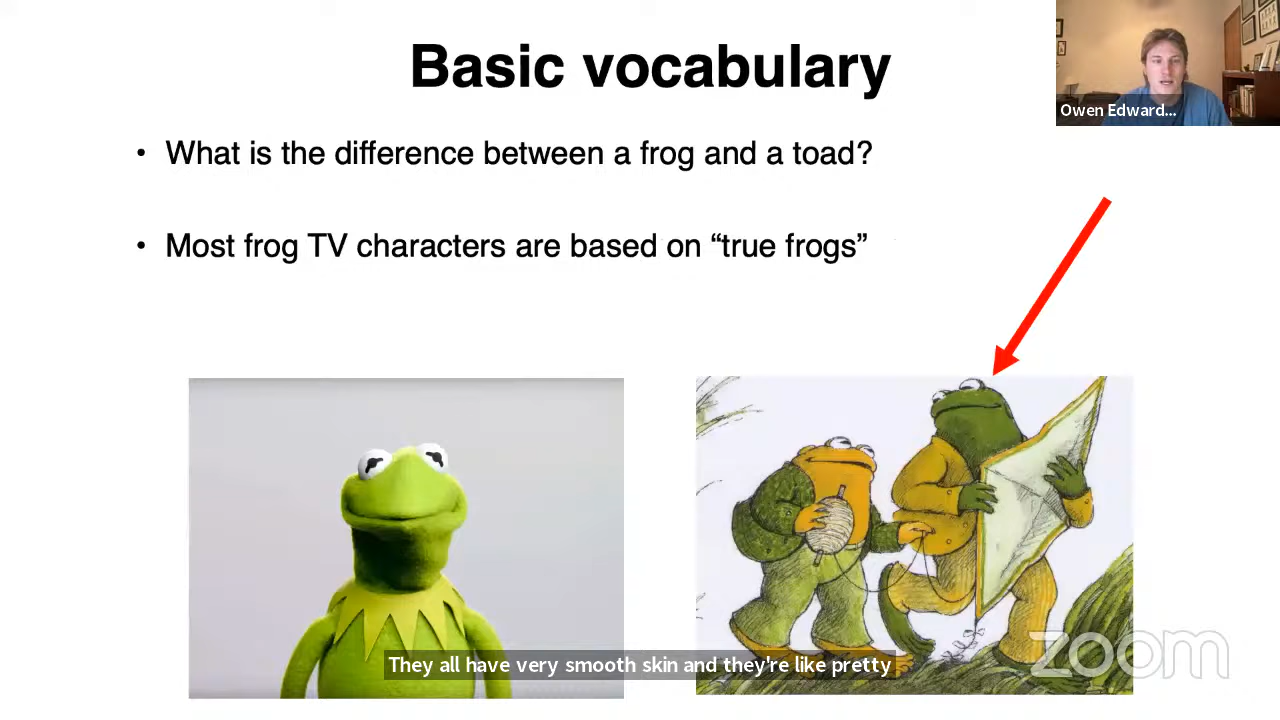 Basic vocabulary
Owen Edward...
• What is the difference between a frog and a toad?
• Most frog TV characters are based on “true frogs”
They all have very smooth skin and they're like pretty
zoom